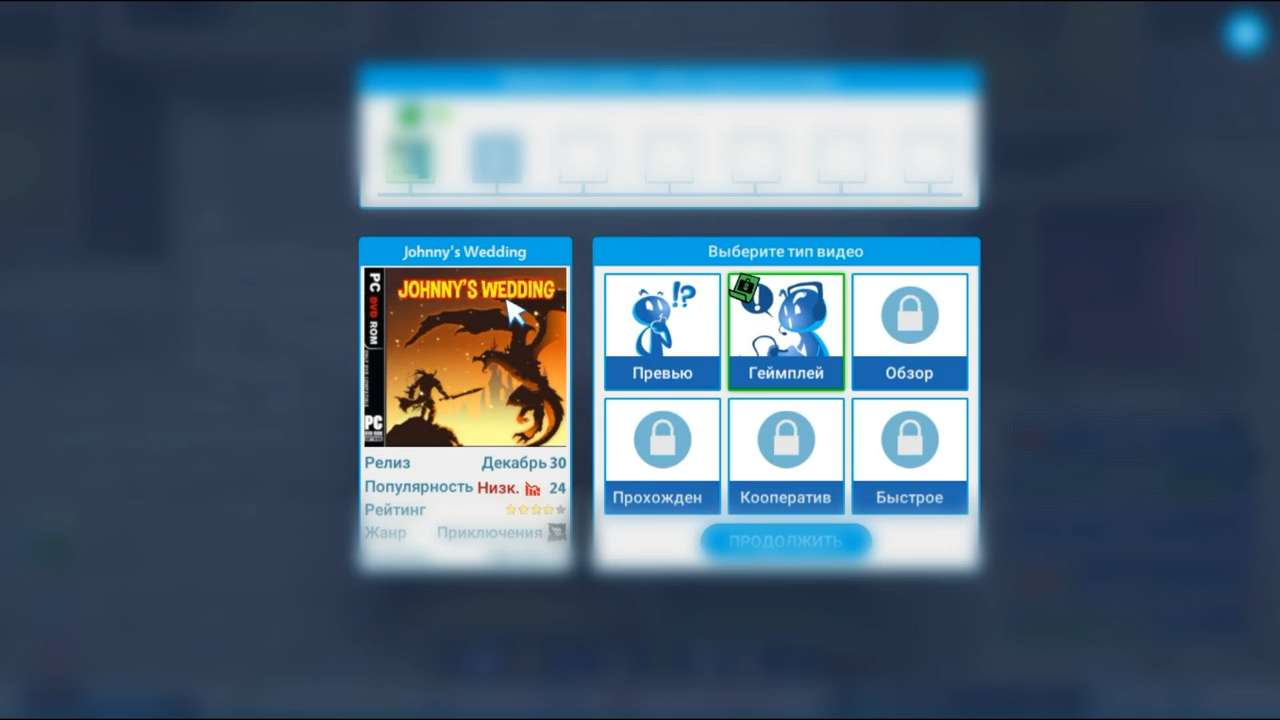 Johnny's Wedding
PC DVD ROM
JOHNNY'S WEDDING
PC
Релиз Декабрь 30
Популярность Низк. 24
Рейтинг
Жанр Приключения
Выберите тип видео
!?
!
Превью Геймплей Обзор
Прохожден Кооператив Быстрое
ПРОДОЛЖИТЬ